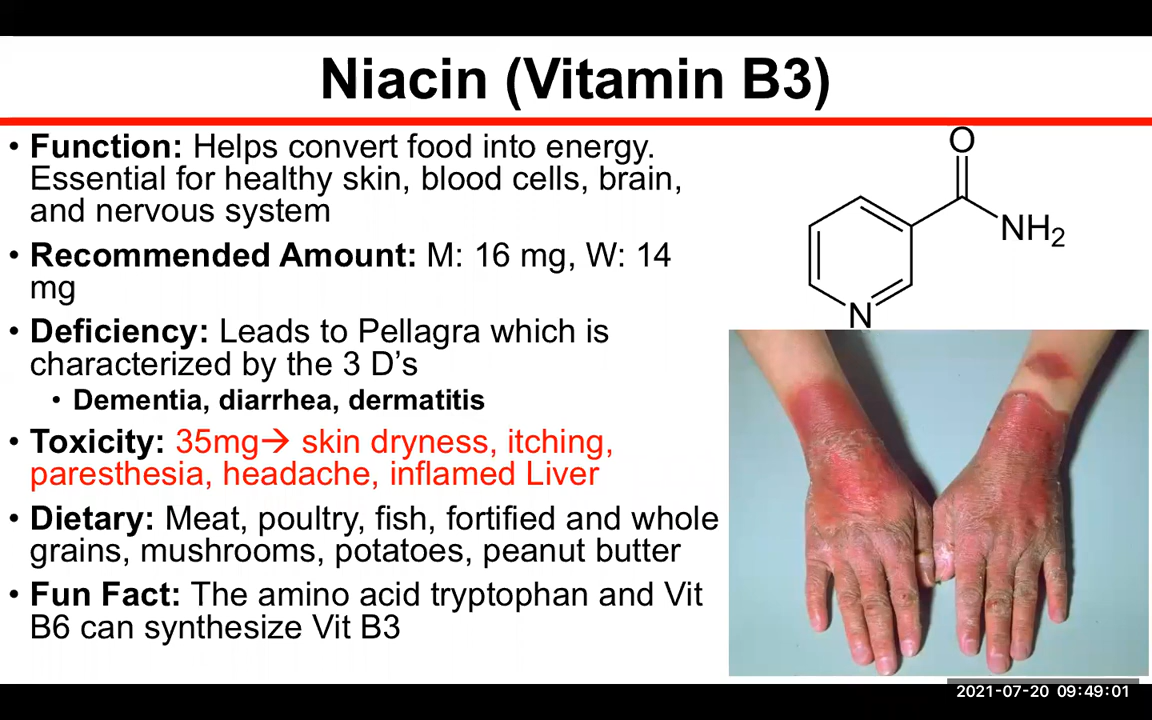 Niacin (Vitamin B3)
• Function: Helps convert food into energy.
Essential for healthy skin, blood cells, brain,
and nervous system
• Recommended Amount: M: 16 mg, W: 14
mg
• Deficiency: Leads to Pellagra which is
characterized by the 3 D’s
• Dementia, diarrhea, dermatitis
• Toxicity: 35mg→ skin dryness, itching,
paresthesia, headache, inflamed Liver
• Dietary: Meat, poultry, fish, fortified and whole
grains, mushrooms, potatoes, peanut butter
• Fun Fact: The amino acid tryptophan and Vit
B6 can synthesize Vit B3
O
NH2
N
2021-07-20 09:49:01